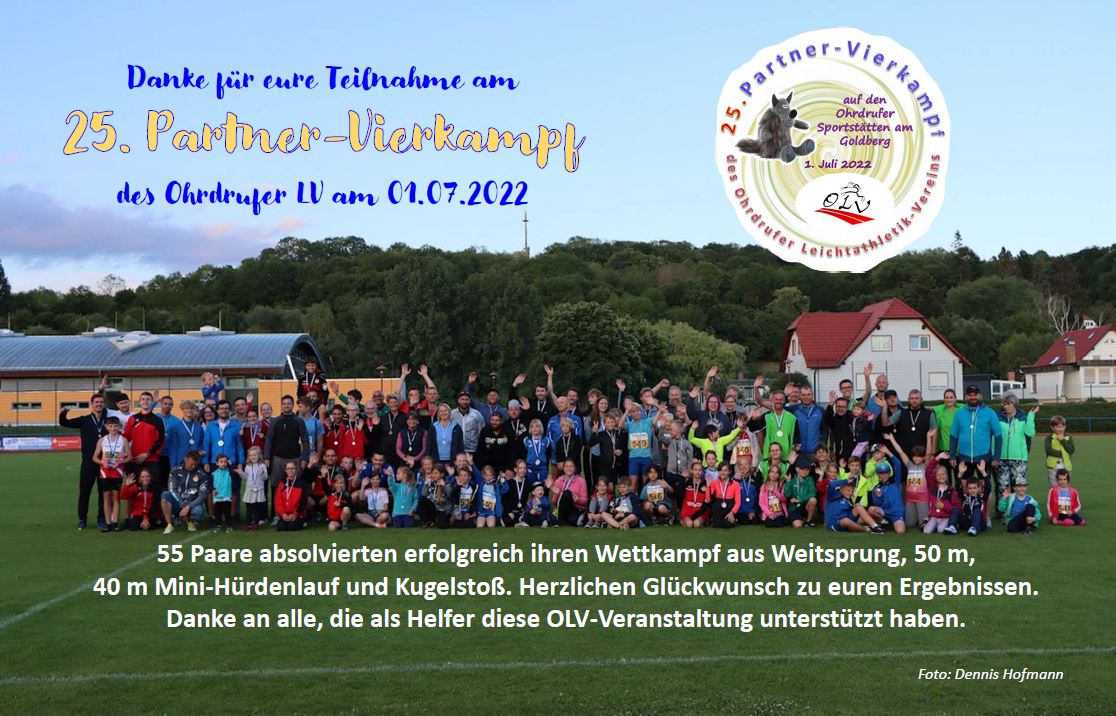 Danke für eure Teilnahme am
25. Partner-Vierkampf
des Ohrdrufer LV am 01.07.2022
25. Partner-Vierkampf
auf den
Ohrdrufer
Sportstätten am
Goldberg
1. Juli 2022
OLV
des Ohrdrufer Leichtathletik-Vereins
549
55 Paare absolvierten erfolgreich ihren Wettkampf aus Weitsprung, 50 m,
40 m Mini-Hürdenlauf und Kugelstoß. Herzlichen Glückwunsch zu euren Ergebnissen.
Danke an alle, die als Helfer diese OLV-Veranstaltung unterstützt haben.
Foto: Dennis Hofmann